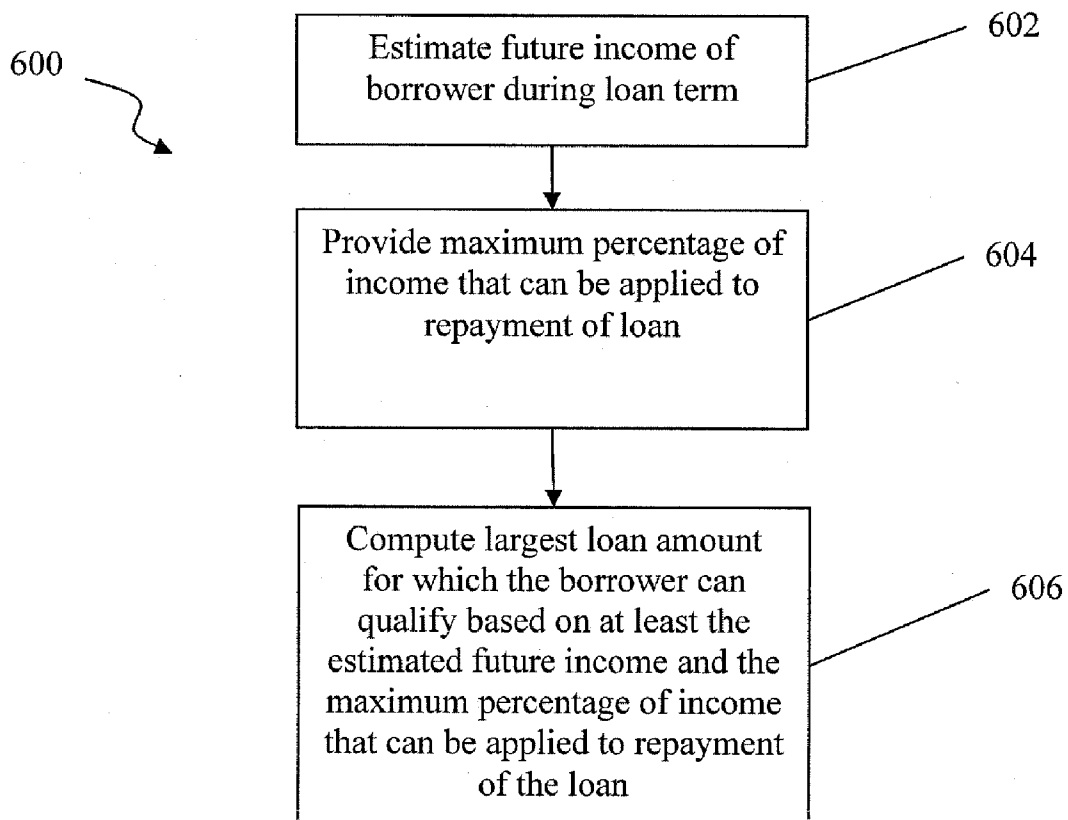 600
Estimate future income of
borrower during loan term
602
Provide maximum percentage of
income that can be applied to
repayment of loan
604
Compute largest loan amount
for which the borrower can
qualify based on at least the
estimated future income and the
maximum percentage of income
that can be applied to repayment
of the loan
606